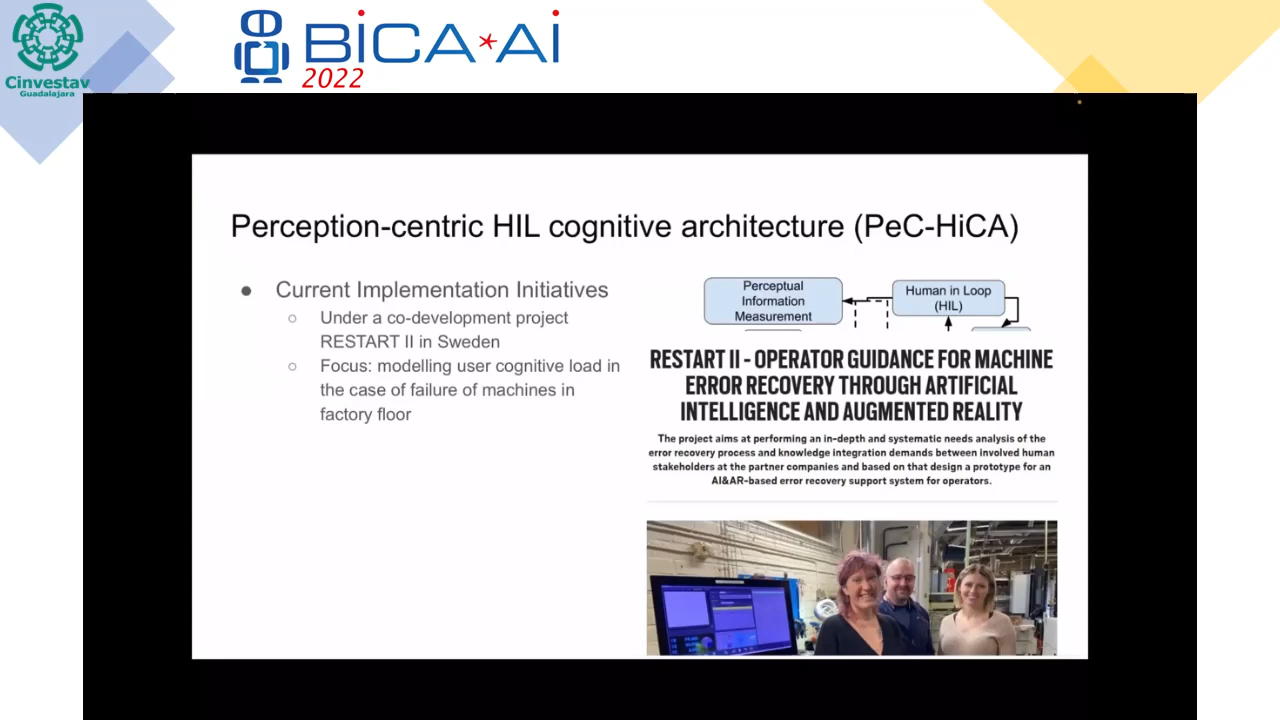 Cinvestav
Guadalajara
BiCA*Ai
2022
Perception-centric HIL cognitive architecture (PeC-HiCA)
● Current Implementation Initiatives
○ Under a co-development project
RESTART II in Sweden
○ Focus: modelling user cognitive load in
the case of failure of machines in
factory floor
Perceptual
Information
Measurement
Human in Loop
(HIL)
RESTART II - OPERATOR GUIDANCE FOR MACHINE
ERROR RECOVERY THROUGH ARTIFICIAL
INTELLIGENCE AND AUGMENTED REALITY
The project aims at performing an in-depth and systematic needs analysis of the
error recovery process and knowledge integration demands between involved human
stakeholders at the partner companies and based on that design a prototype for an
AI&AR-based error recovery support system for operators.